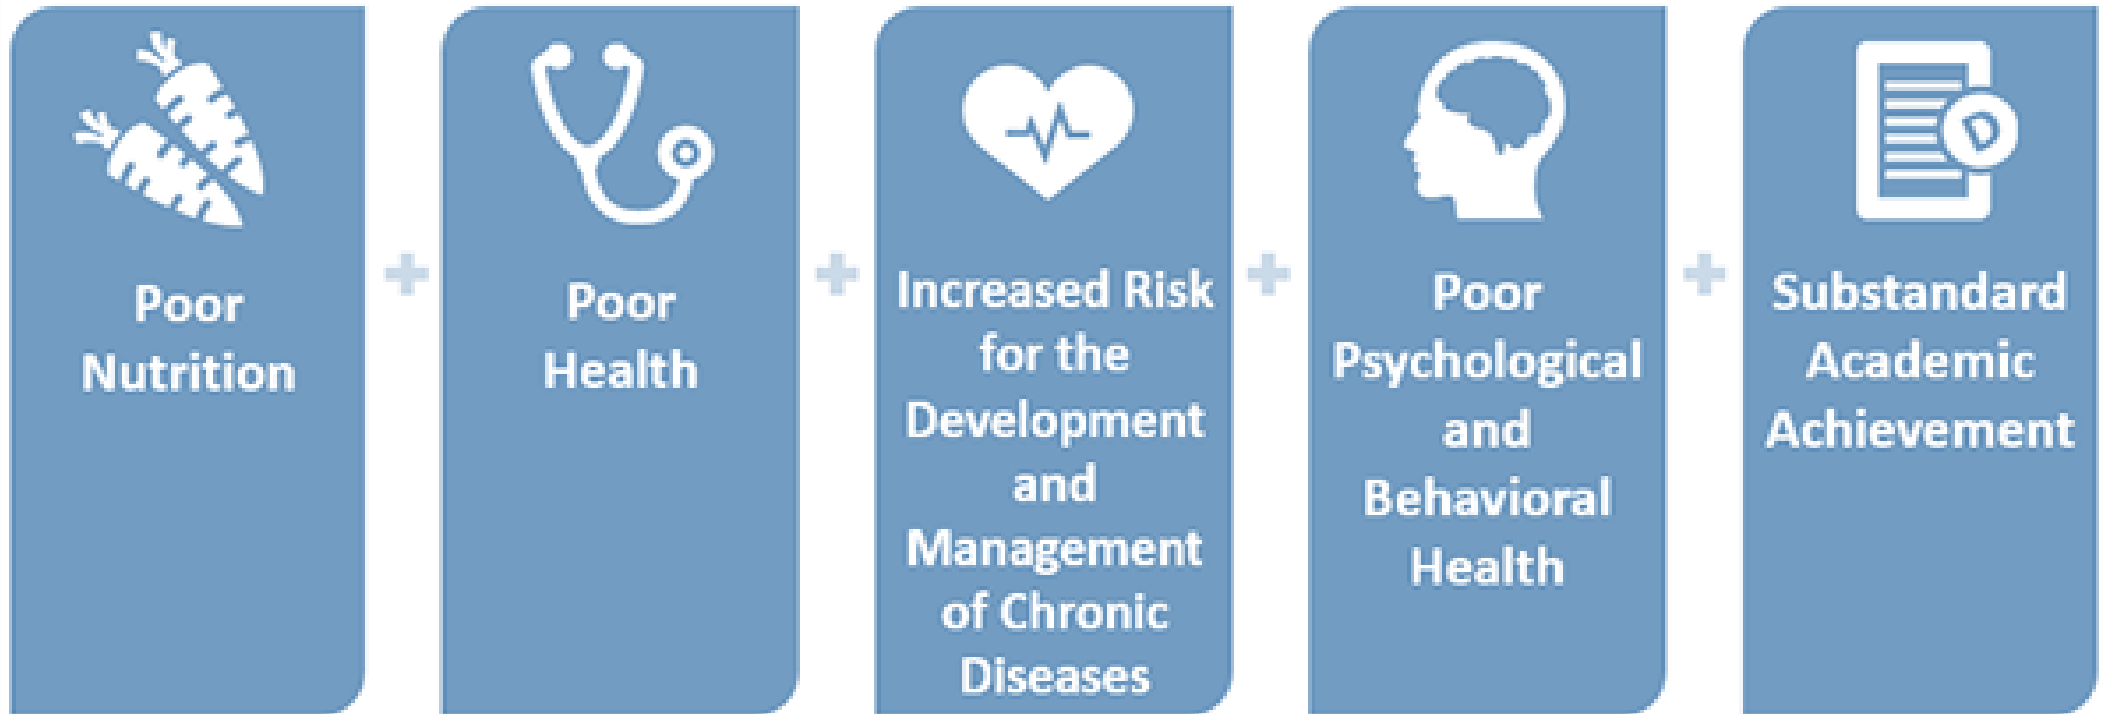 Poor
Nutrition
+
Poor
Health
+
Increased Risk
for the
Development
and
Management
of Chronic
Diseases
+
Poor
Psychological
and
Behavioral
Health
+
D
Substandard
Academic
Achievement